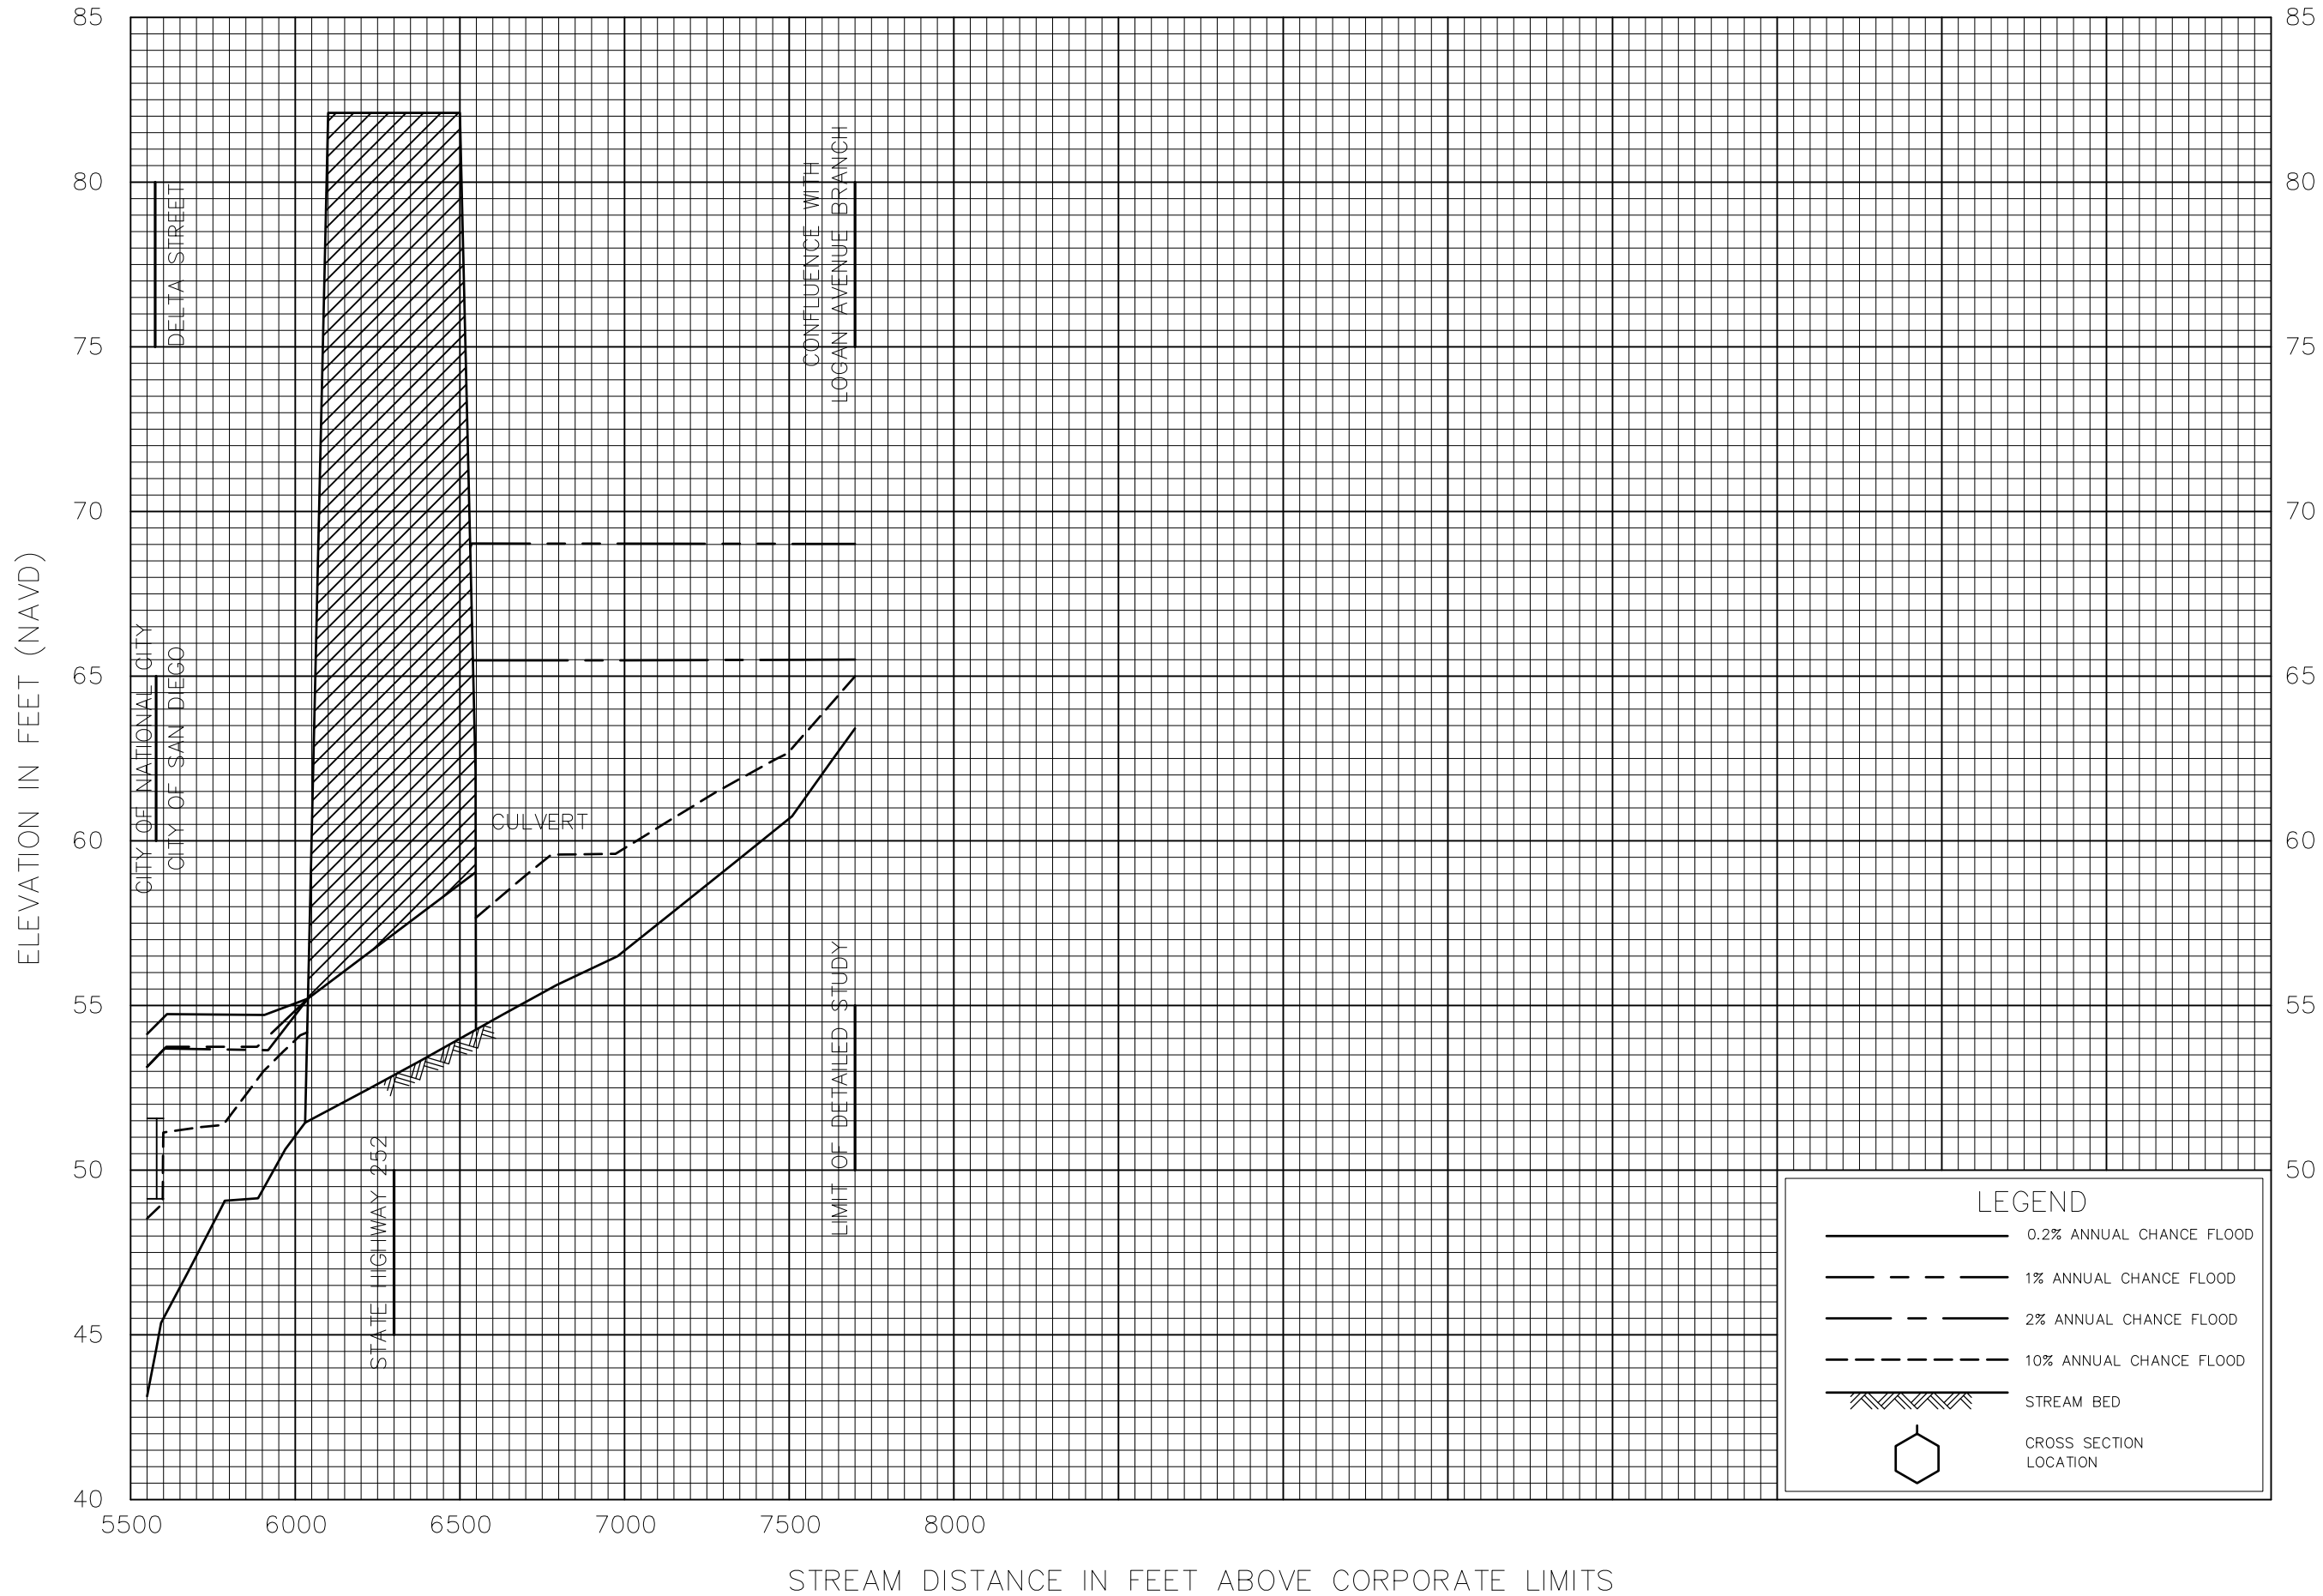 85
85
80
80
75
75
70
70
65
65
60
60
55
55
50
50
45
40
ELEVATION IN FEET (NAVD)
DELTA STREET
CITY OF NATIONAL CITY
CITY OF SAN DIEGO
STATE HIGHWAY 252
CULVERT
CONFLUENCE WITH
LOGAN AVENUE BRANCH
LIMIT OF DETAILED STUDY
LEGEND
0.2% ANNUAL CHANCE FLOOD
1% ANNUAL CHANCE FLOOD
2% ANNUAL CHANCE FLOOD
10% ANNUAL CHANCE FLOOD
STREAM BED
CROSS SECTION
LOCATION
5500 6000 6500 7000 7500 8000
STREAM DISTANCE IN FEET ABOVE CORPORATE LIMITS